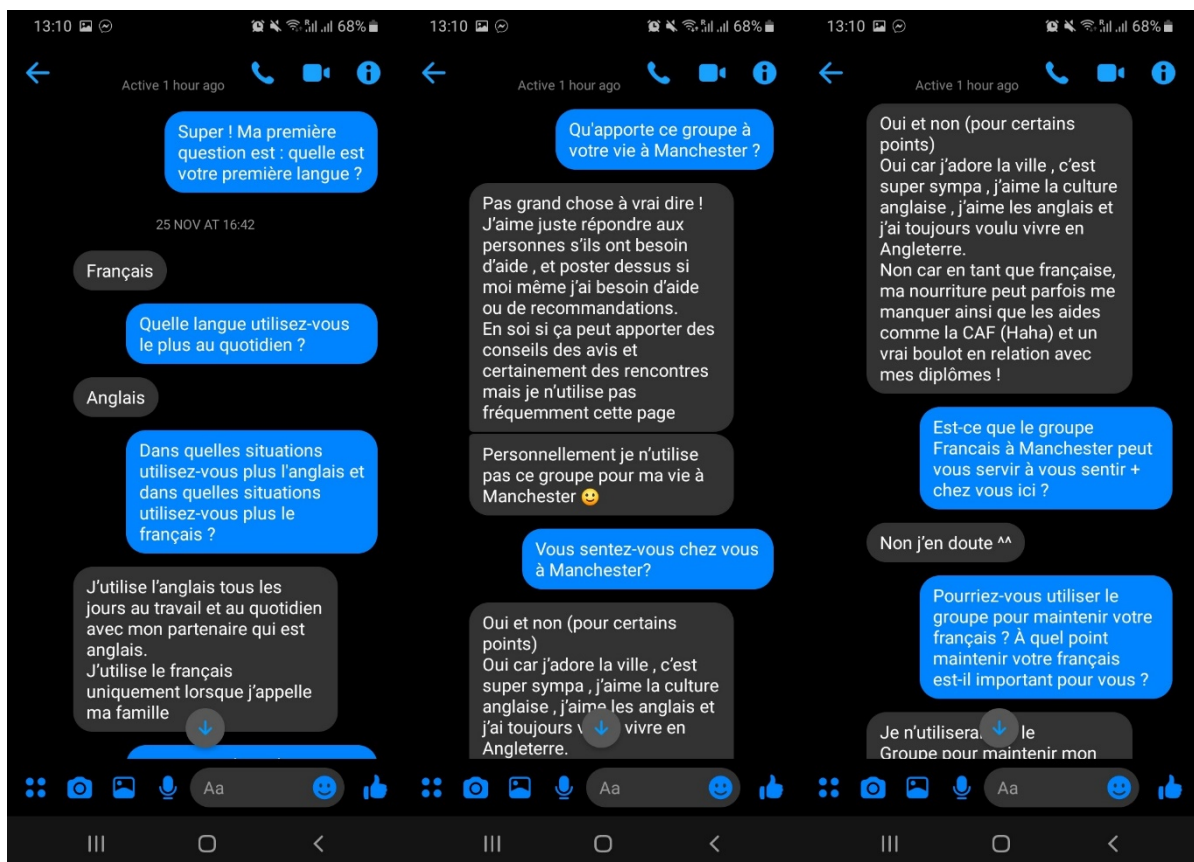 13:10
68%
Active 1 hour ago
Super ! Ma première
question est : quelle est
votre première langue ?
25 NOV AT 16:42
Français
Quelle langue utilisez-vous
le plus au quotidien ?
Anglais
Dans quelles situations
utilisez-vous plus l'anglais et
dans quelles situations
utilisez-vous plus le
français ?
J'utilise l'anglais tous les
jours au travail et au quotidien
avec mon partenaire qui est
anglais.
J'utilise le français
uniquement lorsque j'appelle
ma famille
Aa
13:10
68%
Active 1 hour ago
Qu'apporte ce groupe à
votre vie à Manchester ?
Pas grand chose à vrai dire !
J'aime juste répondre aux
personnes s'ils ont besoin
d'aide , et poster dessus si
moi même j'ai besoin d'aide
ou de recommandations.
En soi si ça peut apporter des
conseils des avis et
certainement des rencontres
mais je n'utilise pas
fréquemment cette page
Personnellement je n'utilise
pas ce groupe pour ma vie à
Manchester 🙂
Vous sentez-vous chez vous
à Manchester?
Oui et non (pour certains
points)
Oui car j'adore la ville , c'est
super sympa , j'aime la culture
anglaise , j'aime les anglais et
j'ai toujours vivre en
Angleterre.
Aa
13:10
68%
Active 1 hour ago
Oui et non (pour certains
points)
Oui car j'adore la ville , c'est
super sympa , j'aime la culture
anglaise , j'aime les anglais et
j'ai toujours voulu vivre en
Angleterre.
Non car en tant que française,
ma nourriture peut parfois me
manquer ainsi que les aides
comme la CAF (Haha) et un
vrai boulot en relation avec
mes diplômes !
Est-ce que le groupe
Francais à Manchester peut
vous servir à vous sentir +
chez vous ici ?
Non j'en doute ^^
Pourriez-vous utiliser le
groupe pour maintenir votre
français ? À quel point
maintenir votre français
est-il important pour vous ?
Je n'utiliserai le
Groupe pour maintenir mon
Aa